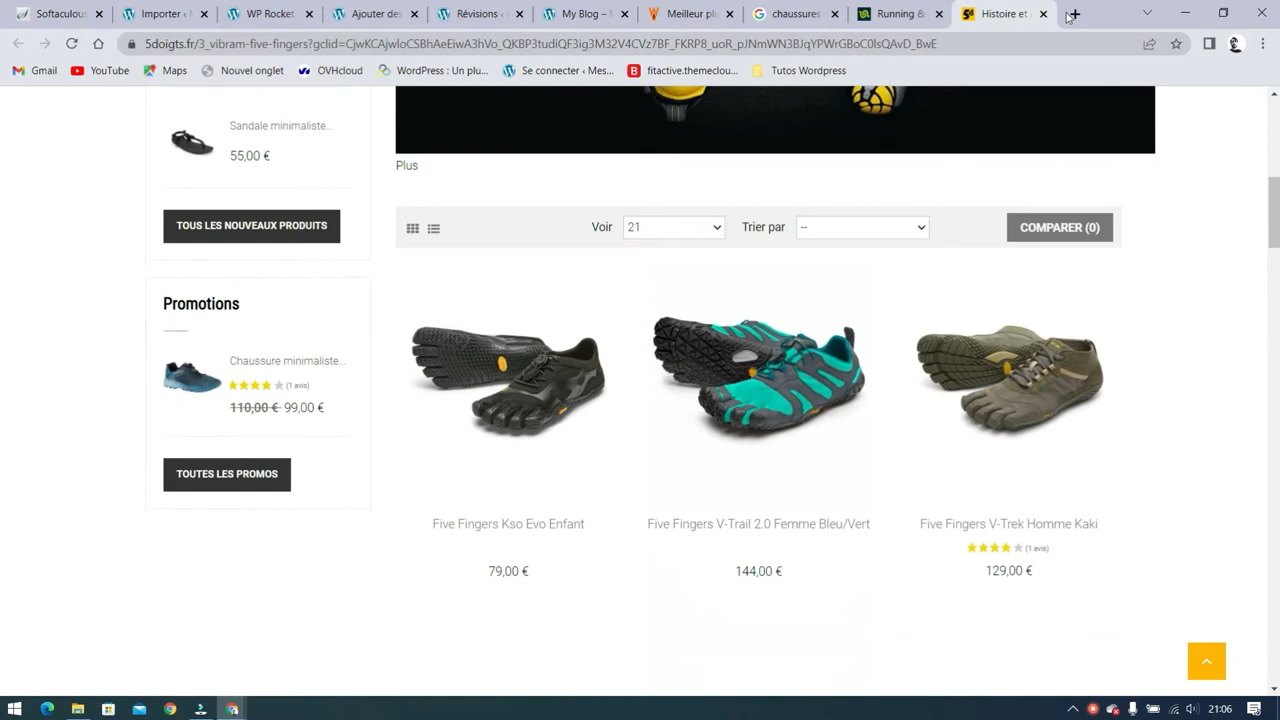 Softaculous
Importer ‹ M
WP Rocket
Ajouter des
Révisions ‹
My Blog –
Meilleur plu
chaussures
Running &
Histoire et
5doigts.fr/3_vibram-five-fingers?gclid=CjwKCAjwloCSBhAeEiwA3hVo_QKBP3tudiQF3ig3M32V4CVz7BF_FKRP8_uoR_pJNmWN3BJqYPWrGBoC0lsQAvD_BwE
Gmail
YouTube
Maps
Nouvel onglet
OVHcloud
WordPress : Un plu...
Se connecter ‹ Mes...
fitactive.themeclou...
Tutos Wordpress
Sandale minimaliste...
55,00 €
TOUS LES NOUVEAUX PRODUITS
Plus
Voir 21 Trier par -- COMPARER (0)
Promotions
Chaussure minimaliste...
(1 avis)
110,00 € 99,00 €
TOUTES LES PROMOS
Five Fingers Kso Evo Enfant
79,00 €
Five Fingers V-Trail 2.0 Femme Bleu/Vert
144,00 €
Five Fingers V-Trek Homme Kaki
(1 avis)
129,00 €
21:06